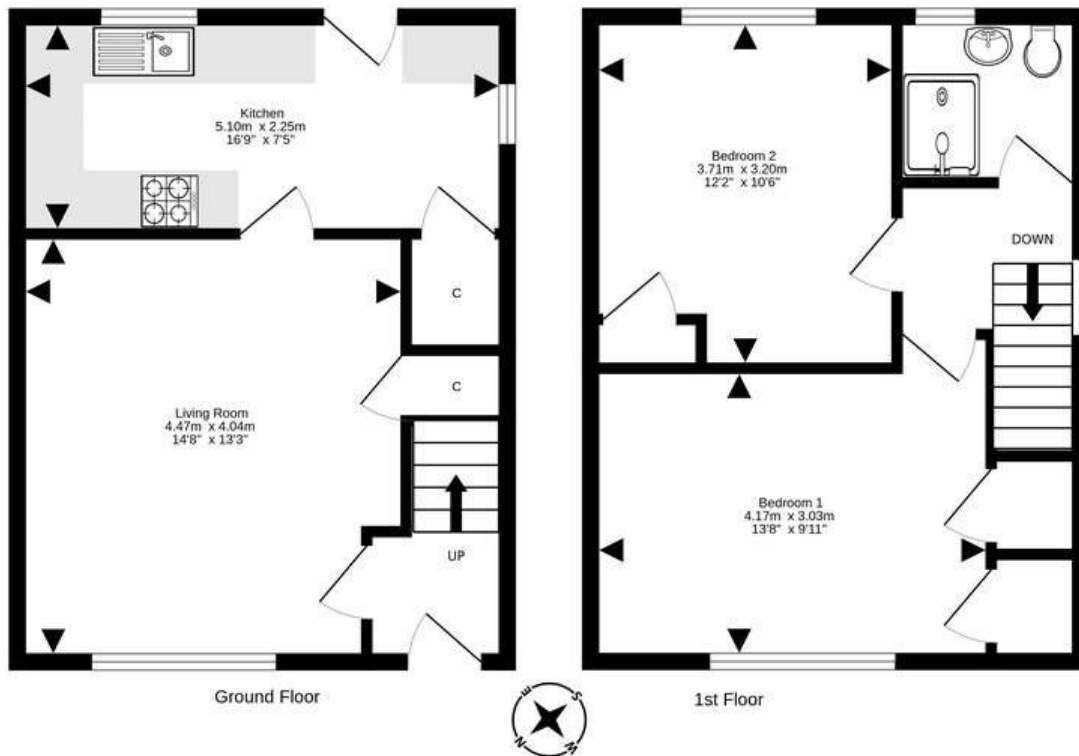 Kitchen
5.10m x 2.25m
16'9" x 7'5"
C
C
Living Room
4.47m x 4.04m
14'8" x 13'3"
UP
Ground Floor
Bedroom 2
3.71m x 3.20m
12'2" x 10'6"
DOWN
Bedroom 1
4.17m x 3.03m
13'8" x 9'11"
1st Floor
E
S
N
W